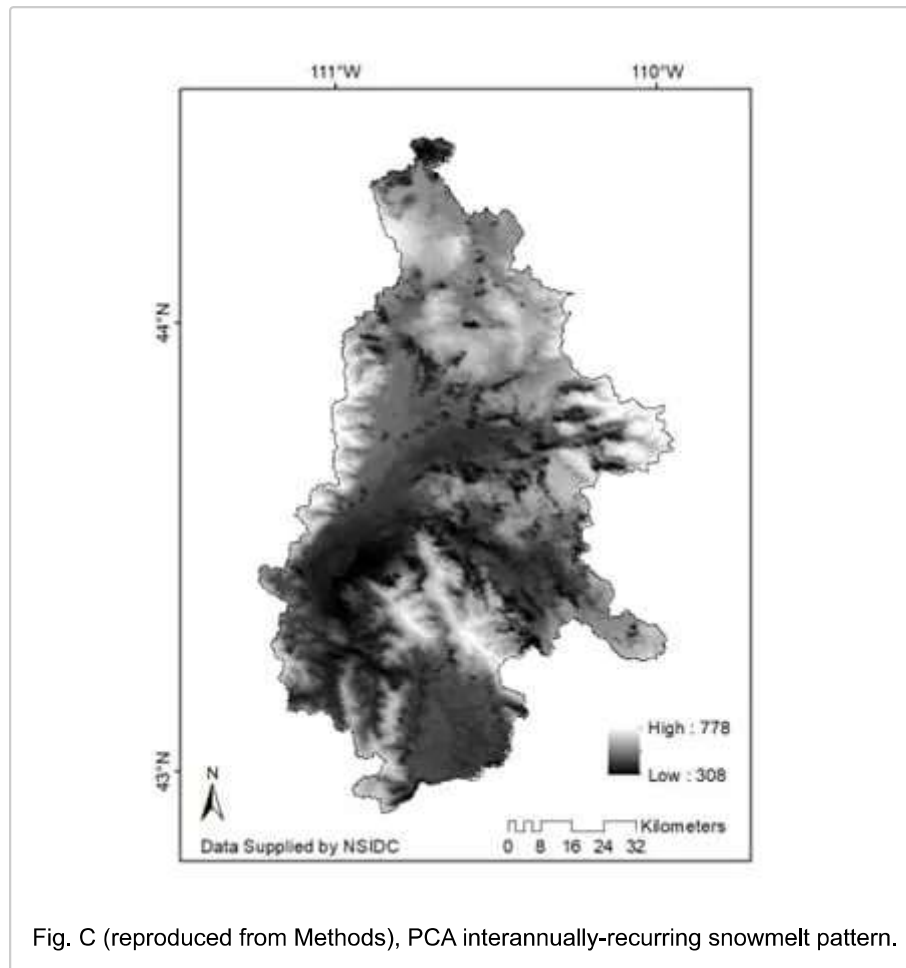 111°W
110°W
44°N
43°N
High : 778
Low : 308
N
Kilometers
0 8 16 24 32
Data Supplied by NSIDC
Fig. C (reproduced from Methods), PCA interannually-recurring snowmelt pattern.